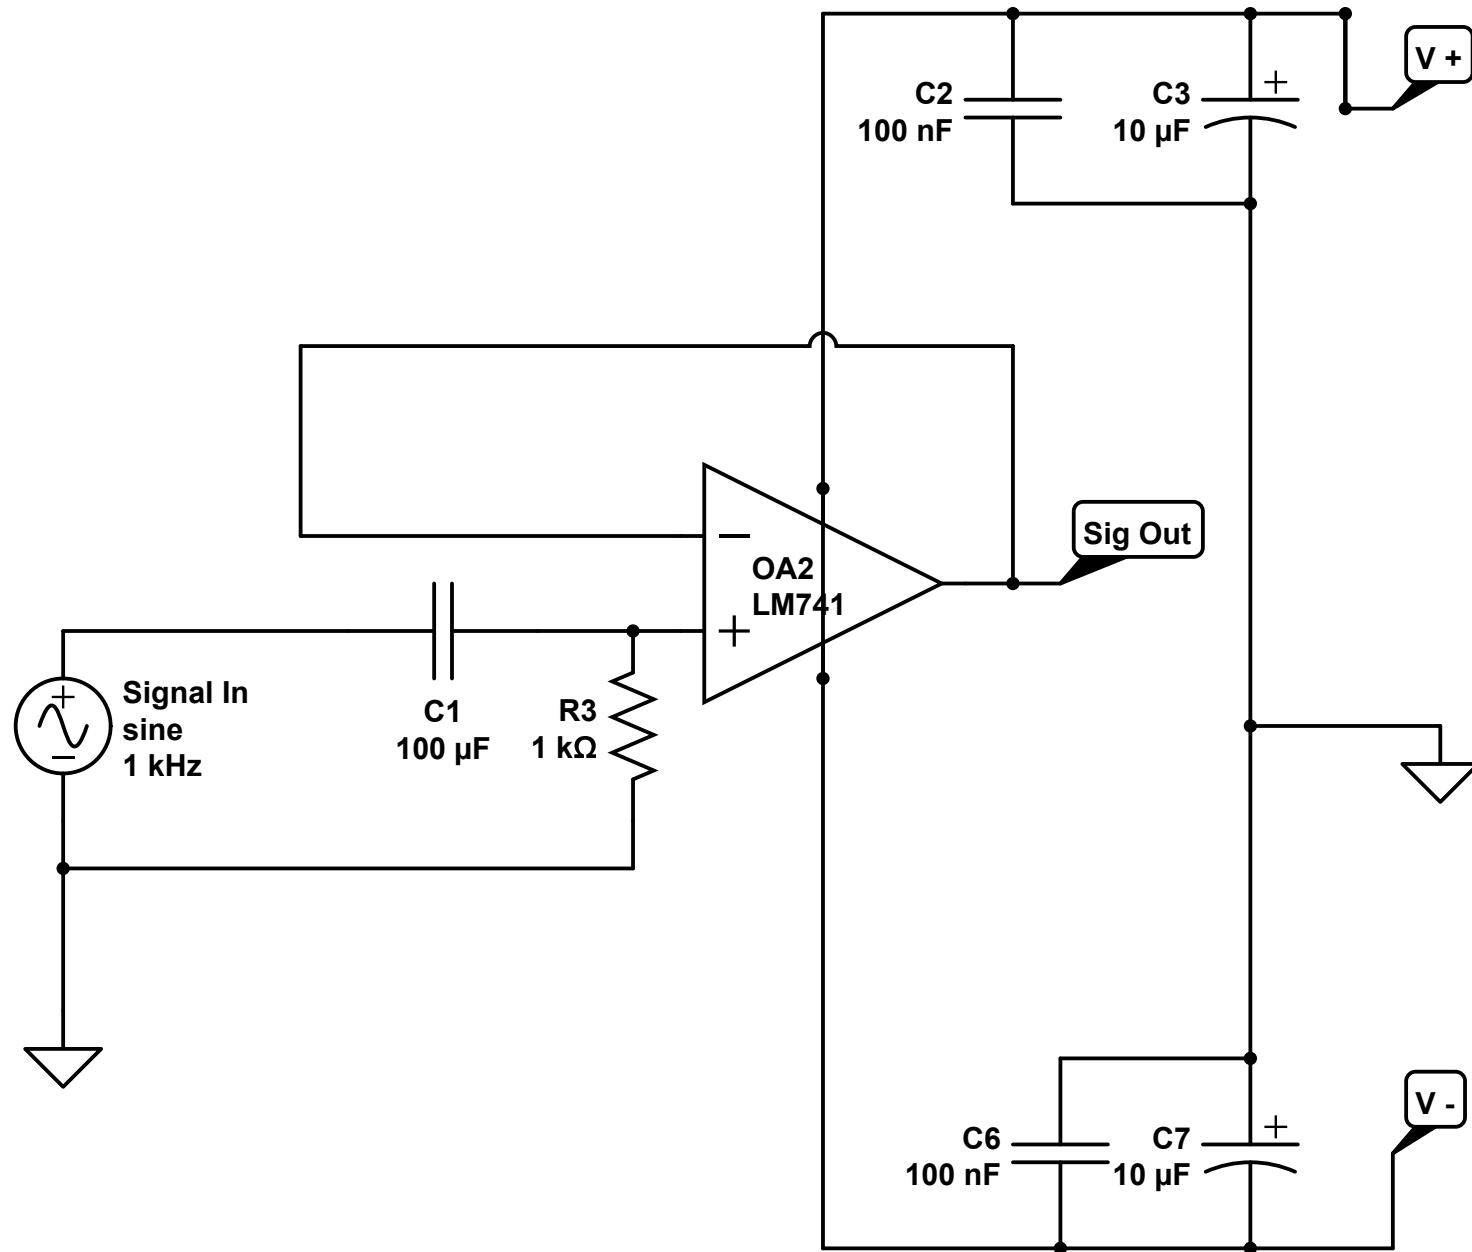 V +
C2
100 nF
C3
10 µF
Sig Out
OA2
LM741
Signal In
sine
1 kHz
C1
100 µF
R3
1 kΩ
V -
C6
100 nF
C7
10 µF